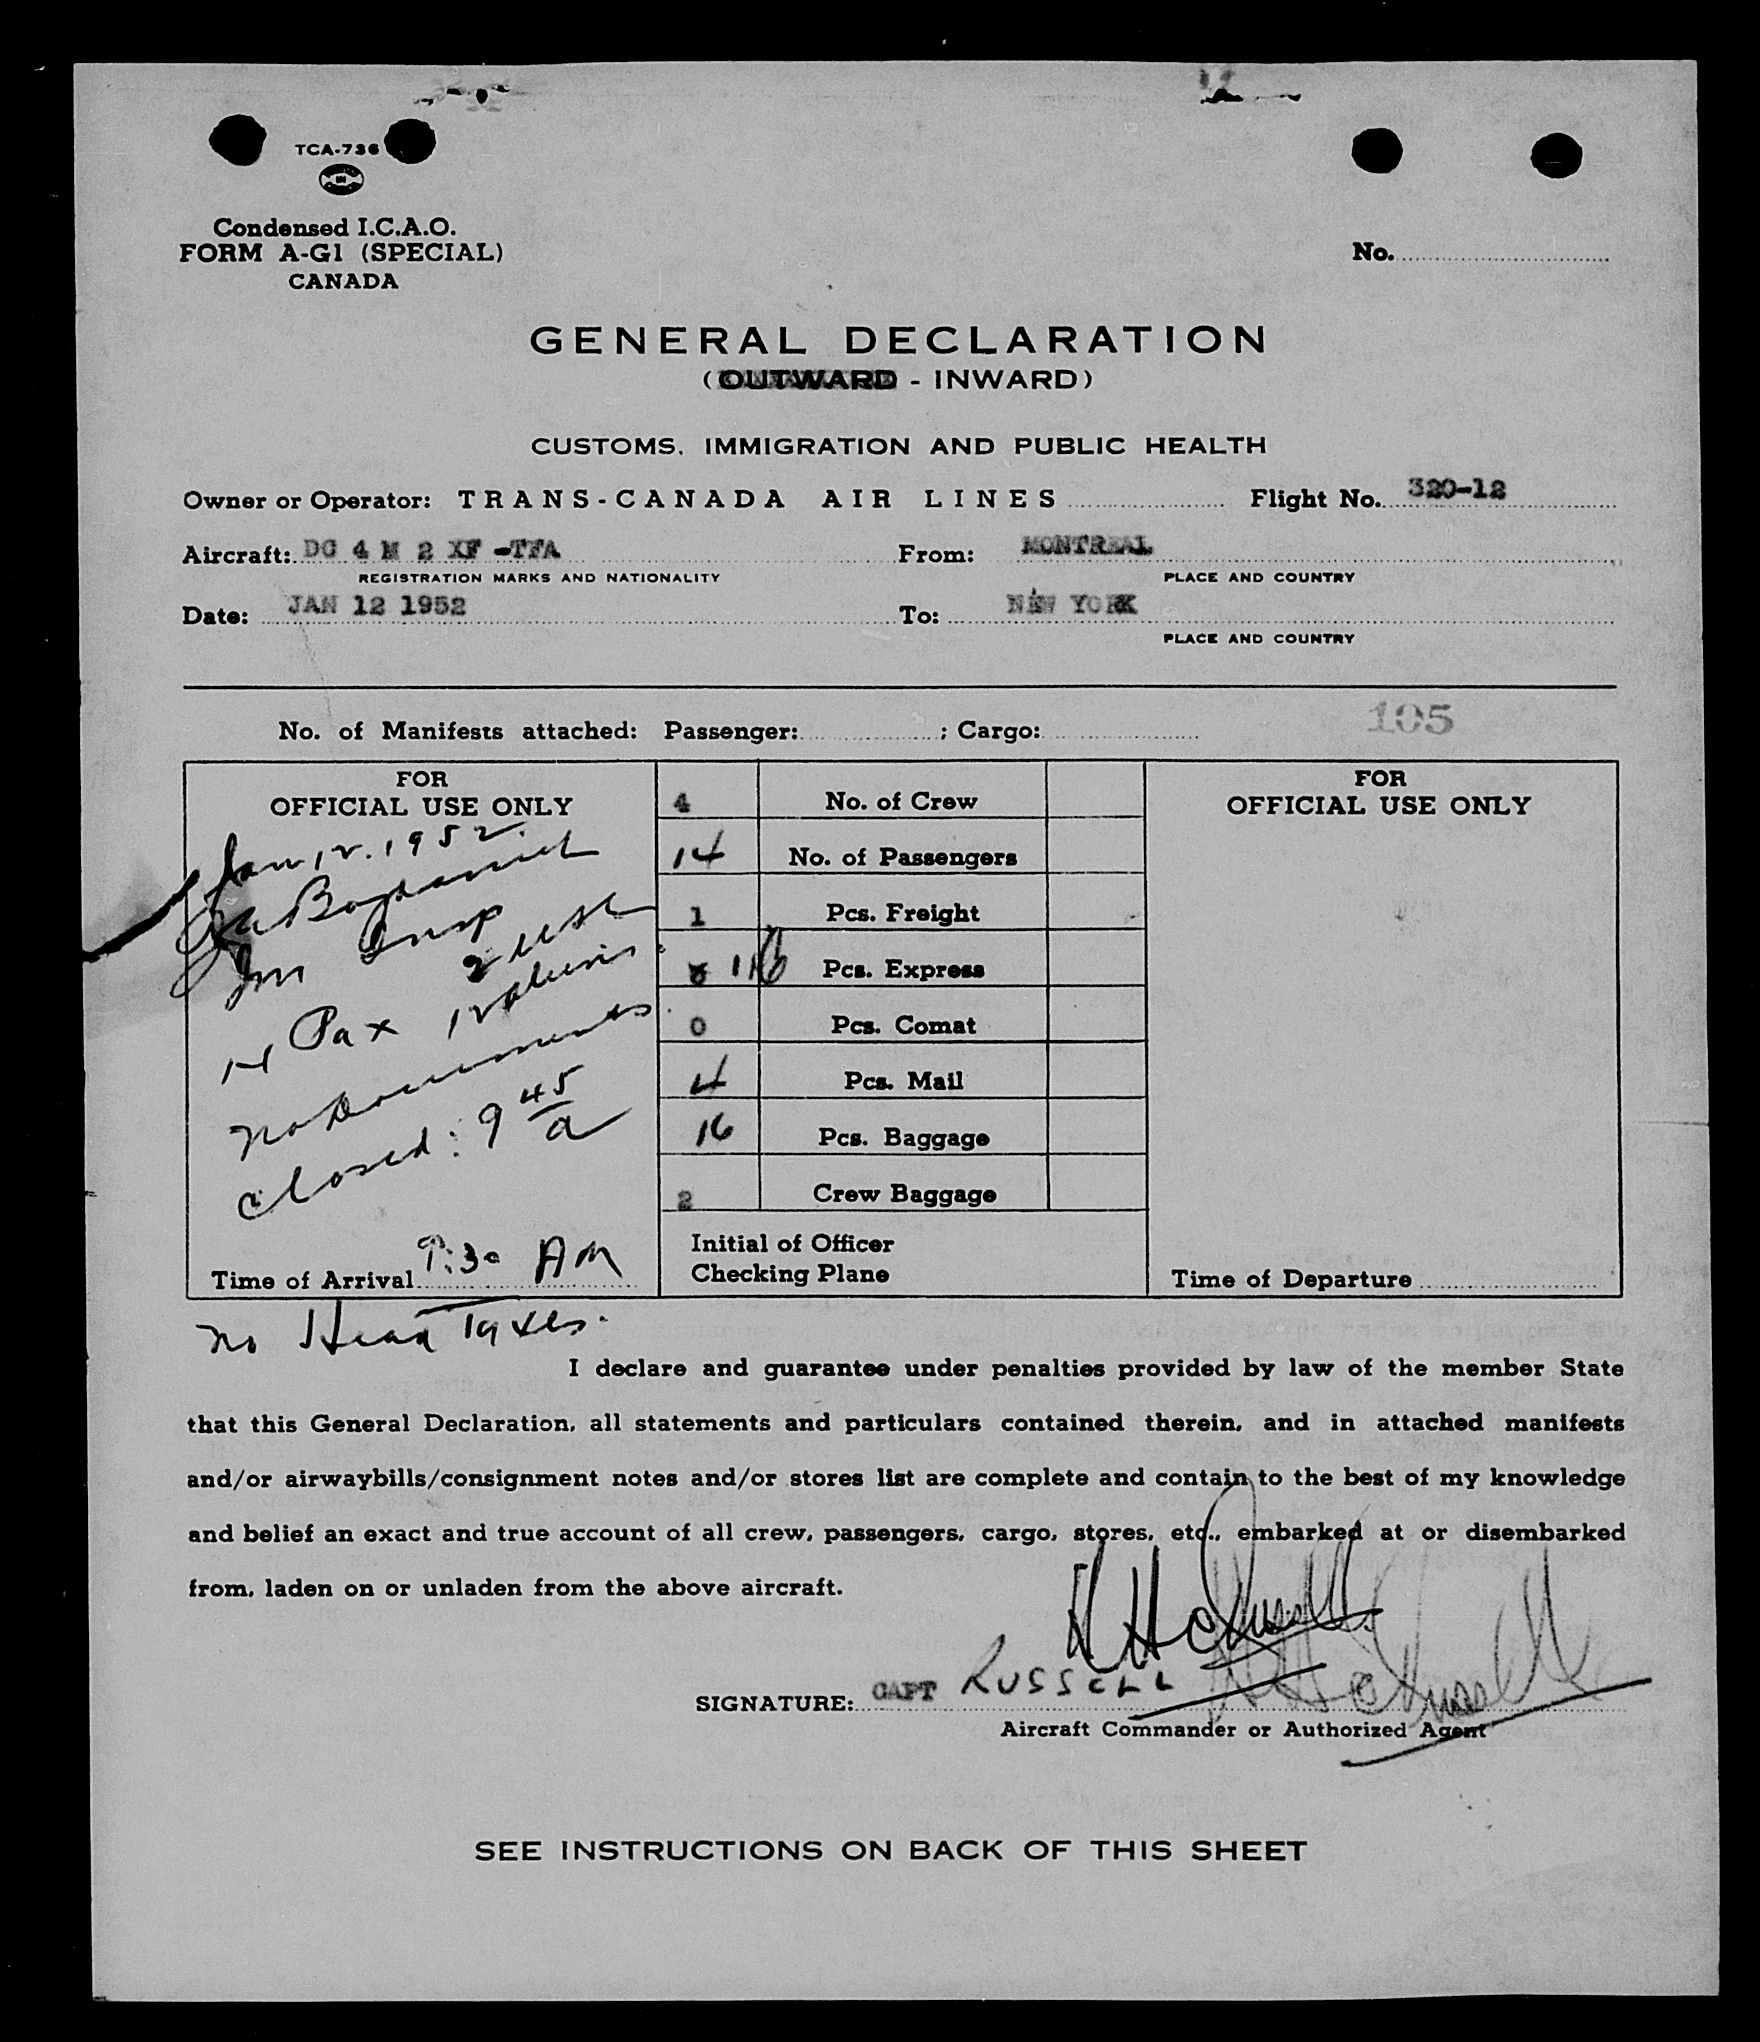 TCA-736
Condensed I.C.A.O.
FORM A-G1 (SPECIAL)
CANADA
No.
GENERAL DECLARATION
(OUTWARD - INWARD)
CUSTOMS, IMMIGRATION AND PUBLIC HEALTH
Owner or Operator: TRANS-CANADA AIR LINES Flight No. 320-12
Aircraft: DC 4 M 2 XF -TFA From: MONTREAL
REGISTRATION MARKS AND NATIONALITY PLACE AND COUNTRY
Date: JAN 12 1952 To: NEW YORK
PLACE AND COUNTRY
No. of Manifests attached: Passenger: ; Cargo: 105
FOR
OFFICIAL USE ONLY
Jan 12. 1952.
Imm Insp
14 Pax 2 USC
12 aliens
no Documents
closed: 9 45/a
Time of Arrival 9:30 AM
4 No. of Crew
14 No. of Passengers
1 Pcs. Freight
116 Pcs. Express
0 Pcs. Comat
4 Pcs. Mail
16 Pcs. Baggage
2 Crew Baggage
Initial of Officer
Checking Plane
FOR
OFFICIAL USE ONLY
Time of Departure
no Head Taxes.
I declare and guarantee under penalties provided by law of the member State
that this General Declaration, all statements and particulars contained therein, and in attached manifests
and/or airwaybills/consignment notes and/or stores list are complete and contain to the best of my knowledge
and belief an exact and true account of all crew, passengers, cargo, stores, etc., embarked at or disembarked
from, laden on or unladen from the above aircraft.
SIGNATURE: CAPT RUSSELL
Aircraft Commander or Authorized Agent
SEE INSTRUCTIONS ON BACK OF THIS SHEET